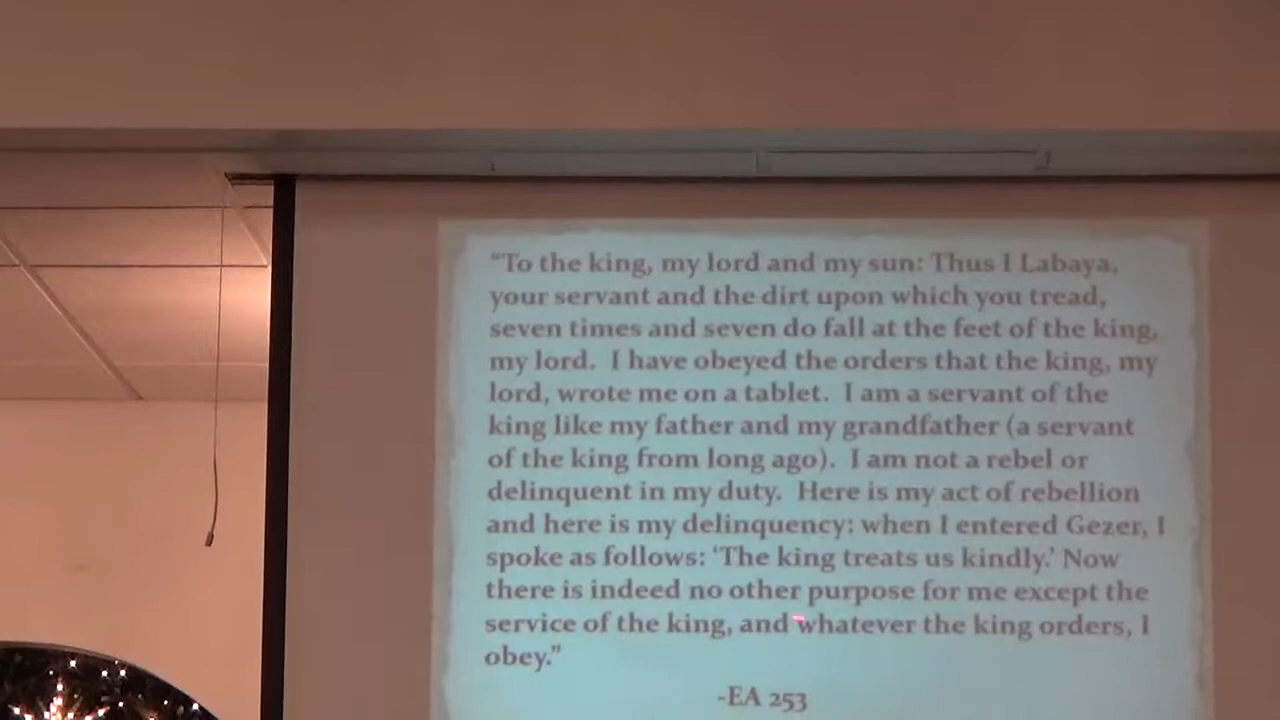 “To the king, my lord and my sun: Thus I Labaya,
your servant and the dirt upon which you tread,
seven times and seven do fall at the feet of the king,
my lord.  I have obeyed the orders that the king, my
lord, wrote me on a tablet.  I am a servant of the
king like my father and my grandfather (a servant
of the king from long ago).  I am not a rebel or
delinquent in my duty.  Here is my act of rebellion
and here is my delinquency: when I entered Gezer, I
spoke as follows: ‘The king treats us kindly.’ Now
there is indeed no other purpose for me except the
service of the king, and whatever the king orders, I
obey.”
-EA 253